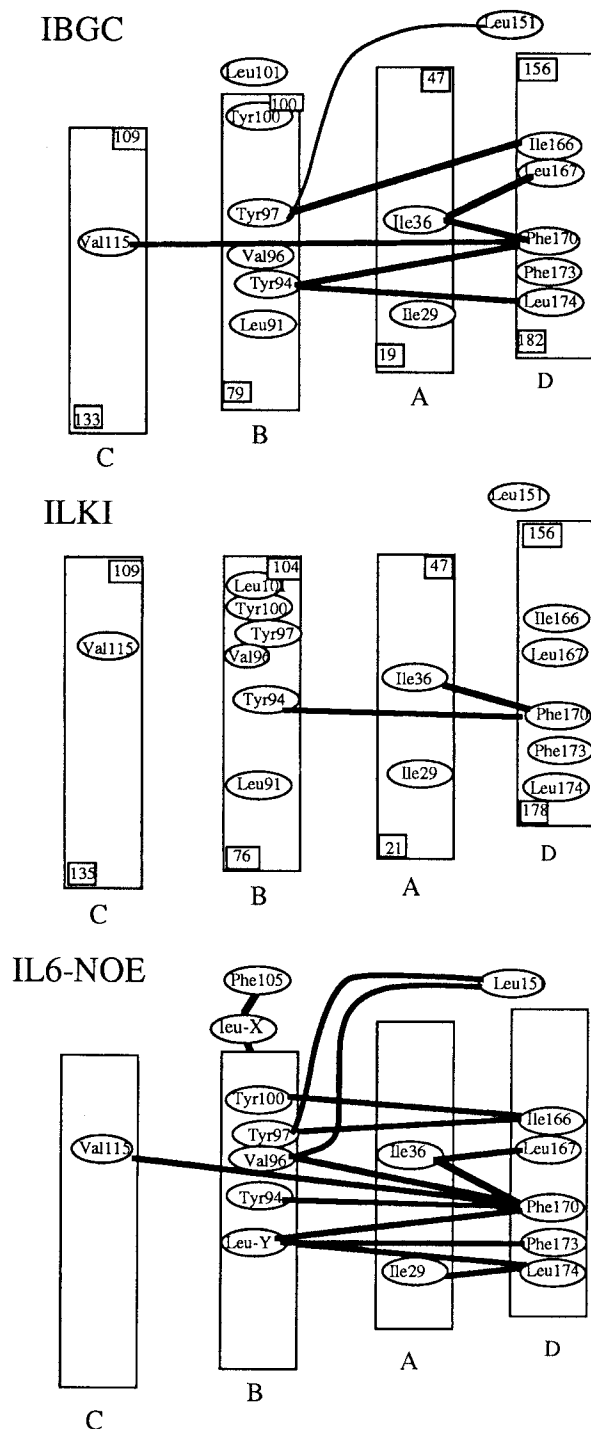 IBGC
Leu151
Leu101
47
156
100
Tyr100
109
Ile166
Leu167
Tyr97
Ile36
Val115
Phe170
Val96
Phe173
Tyr94
Leu174
Leu91
Ile29
182
19
79
133
D
A
B
C
ILKI
Leu151
156
109
104
47
Leu101
Tyr100
Ile166
Tyr97
Val115
Val96
Leu167
Ile36
Tyr94
Phe170
Phe173
Ile29
Leu91
Leu174
178
76
21
135
D
A
B
C
IL6-NOE
Phe105
Leu151
leu-X
Tyr100
Ile166
Tyr97
Val115
Val96
Ile36
Leu167
Tyr94
Phe170
Leu-Y
Phe173
Ile29
Leu174
D
A
B
C